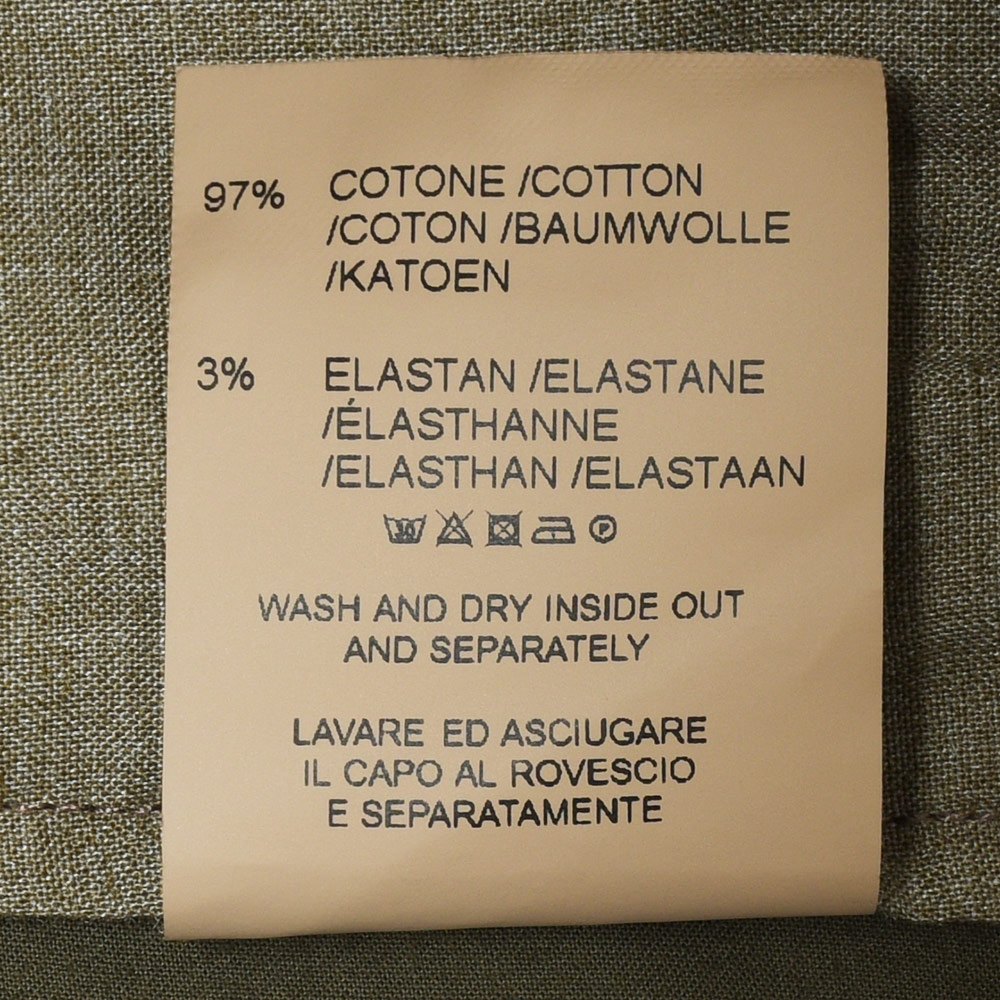 97% COTONE /COTTON
/COTON /BAUMWOLLE
/KATOEN
3% ELASTAN /ELASTANE
/ÉLASTHANNE
/ELASTHAN /ELASTAAN
30 P
WASH AND DRY INSIDE OUT
AND SEPARATELY
LAVARE ED ASCIUGARE
IL CAPO AL ROVESCIO
E SEPARATAMENTE